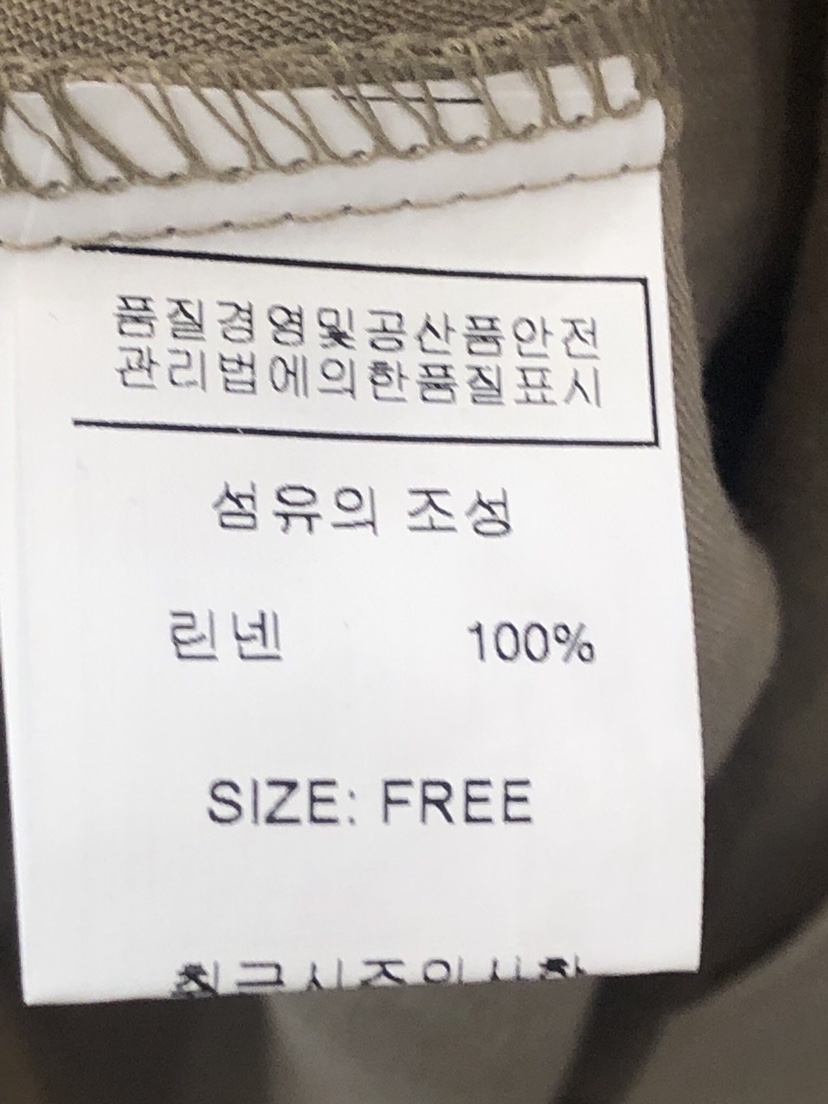 품질경영및공산품안전
관리법에의한품질표시
섬유의 조성
린넨 100%
SIZE: FREE